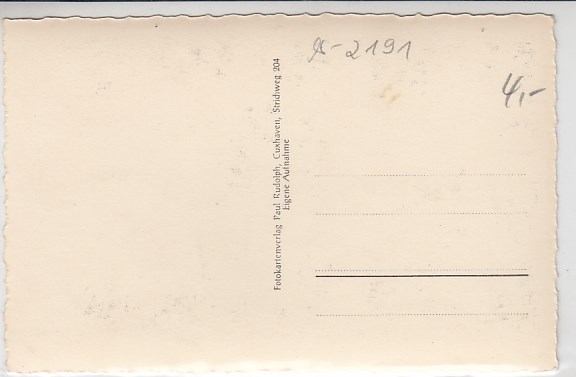 Fotokartenverlag Paul Rudolph, Cuxhaven, Strichweg 204
Eigene Aufnahme
2191
4,-